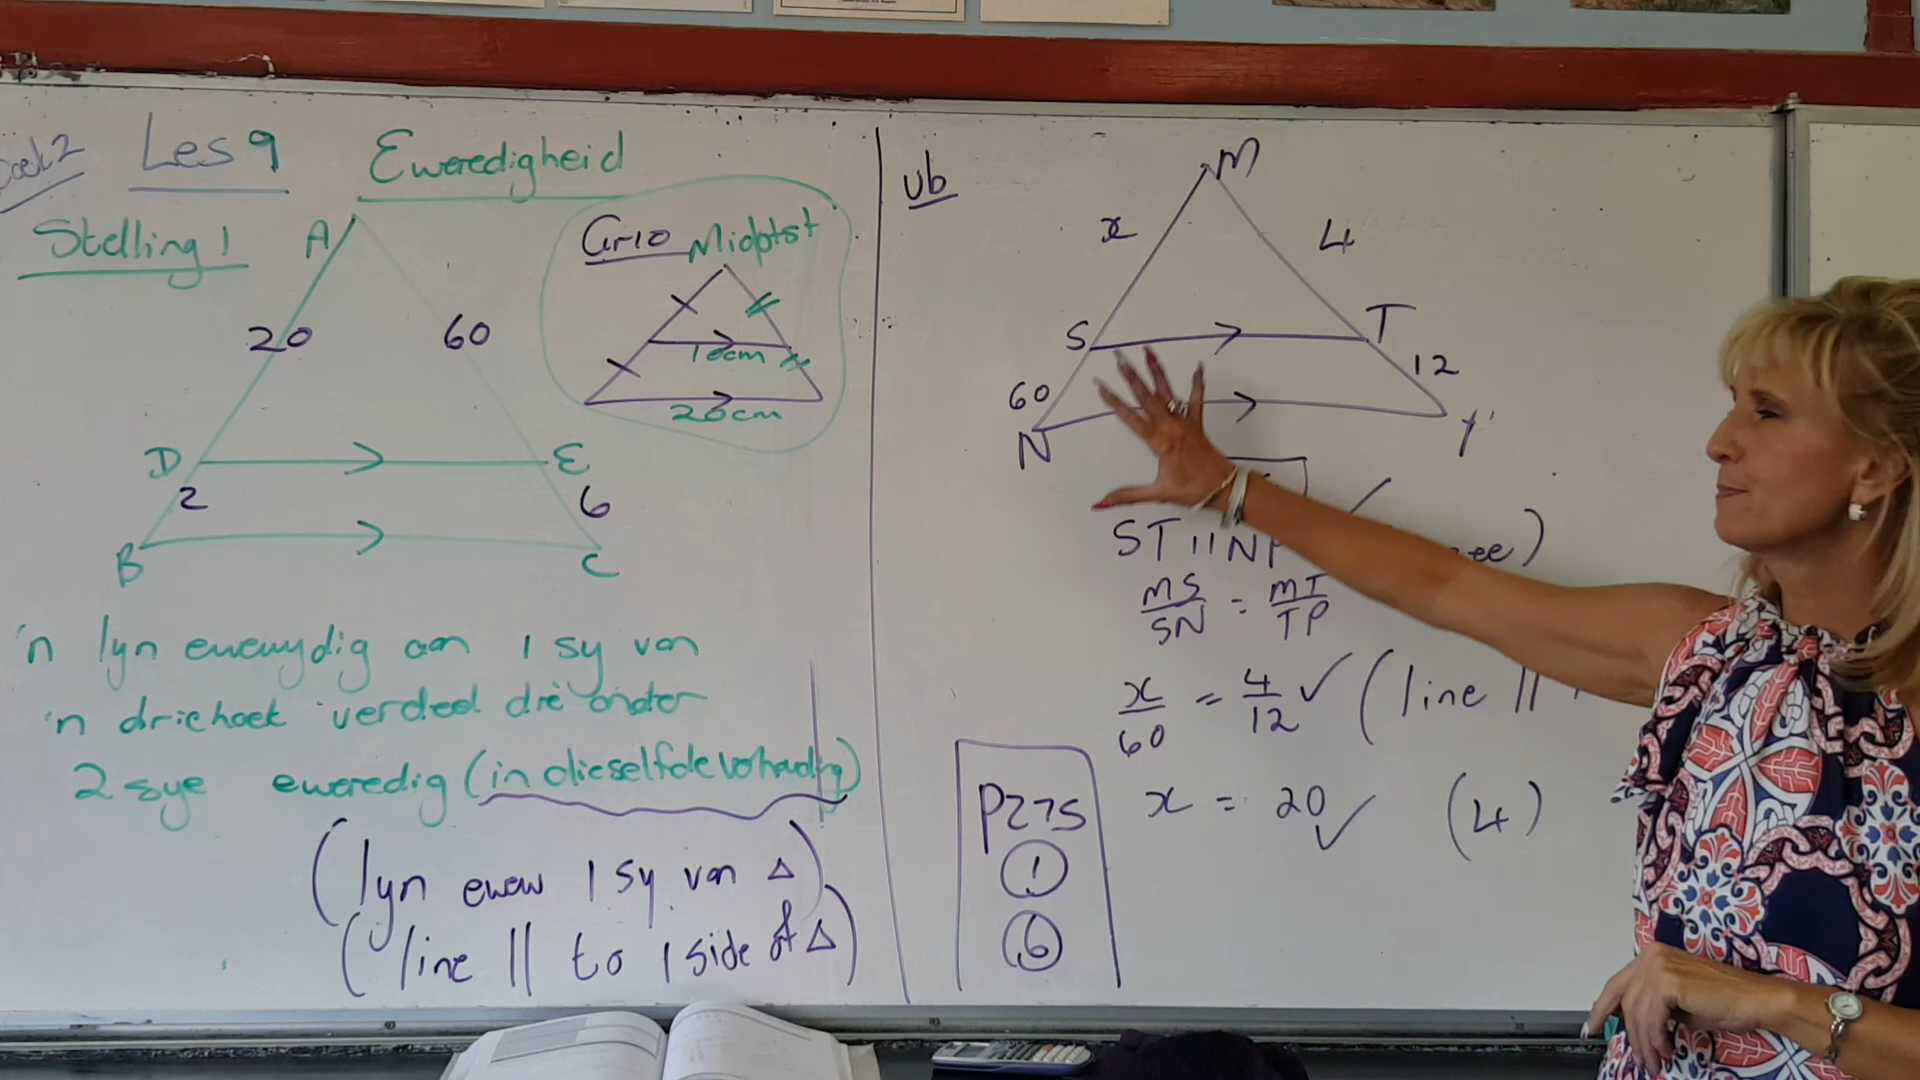 Les 9
Eweredigheid
Stelling 1
A
20
60
D
E
2
6
B
C
Gr10 Midptst
10cm
20cm
'n lyn ewewydig aan 1 sy van
'n driehoek verdeel die ander
2 sye eweredig (in dieselfde verhouding)
(lyn eww 1 sy van Δ)
(line || to 1 side of Δ)
vb
M
x
4
S
T
60
12
N
ST || NP
MS/SN = MT/TP
x/60 = 4/12 ✓ (line ||
x = 20 ✓ (4)
P275
1
6